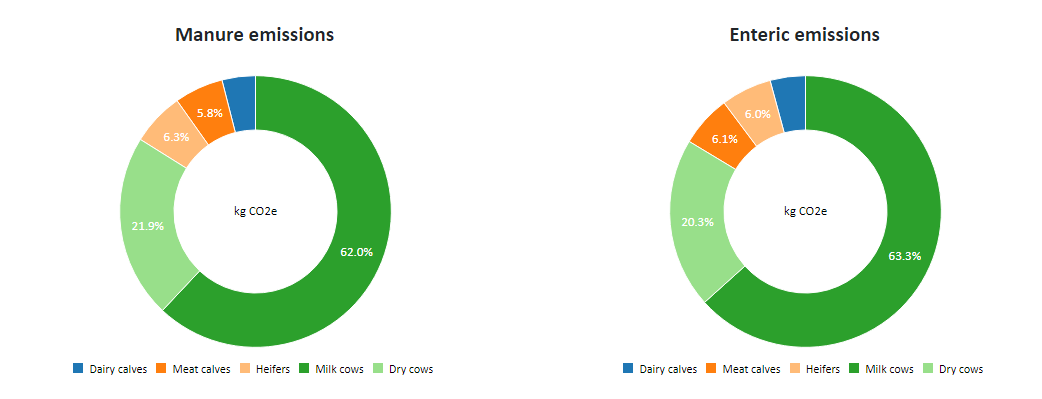 Manure emissions
5.8%
6.3%
21.9%
kg CO2e
62.0%
Dairy calves Meat calves Heifers Milk cows Dry cows
Enteric emissions
6.0%
6.1%
20.3%
kg CO2e
63.3%
Dairy calves Meat calves Heifers Milk cows Dry cows